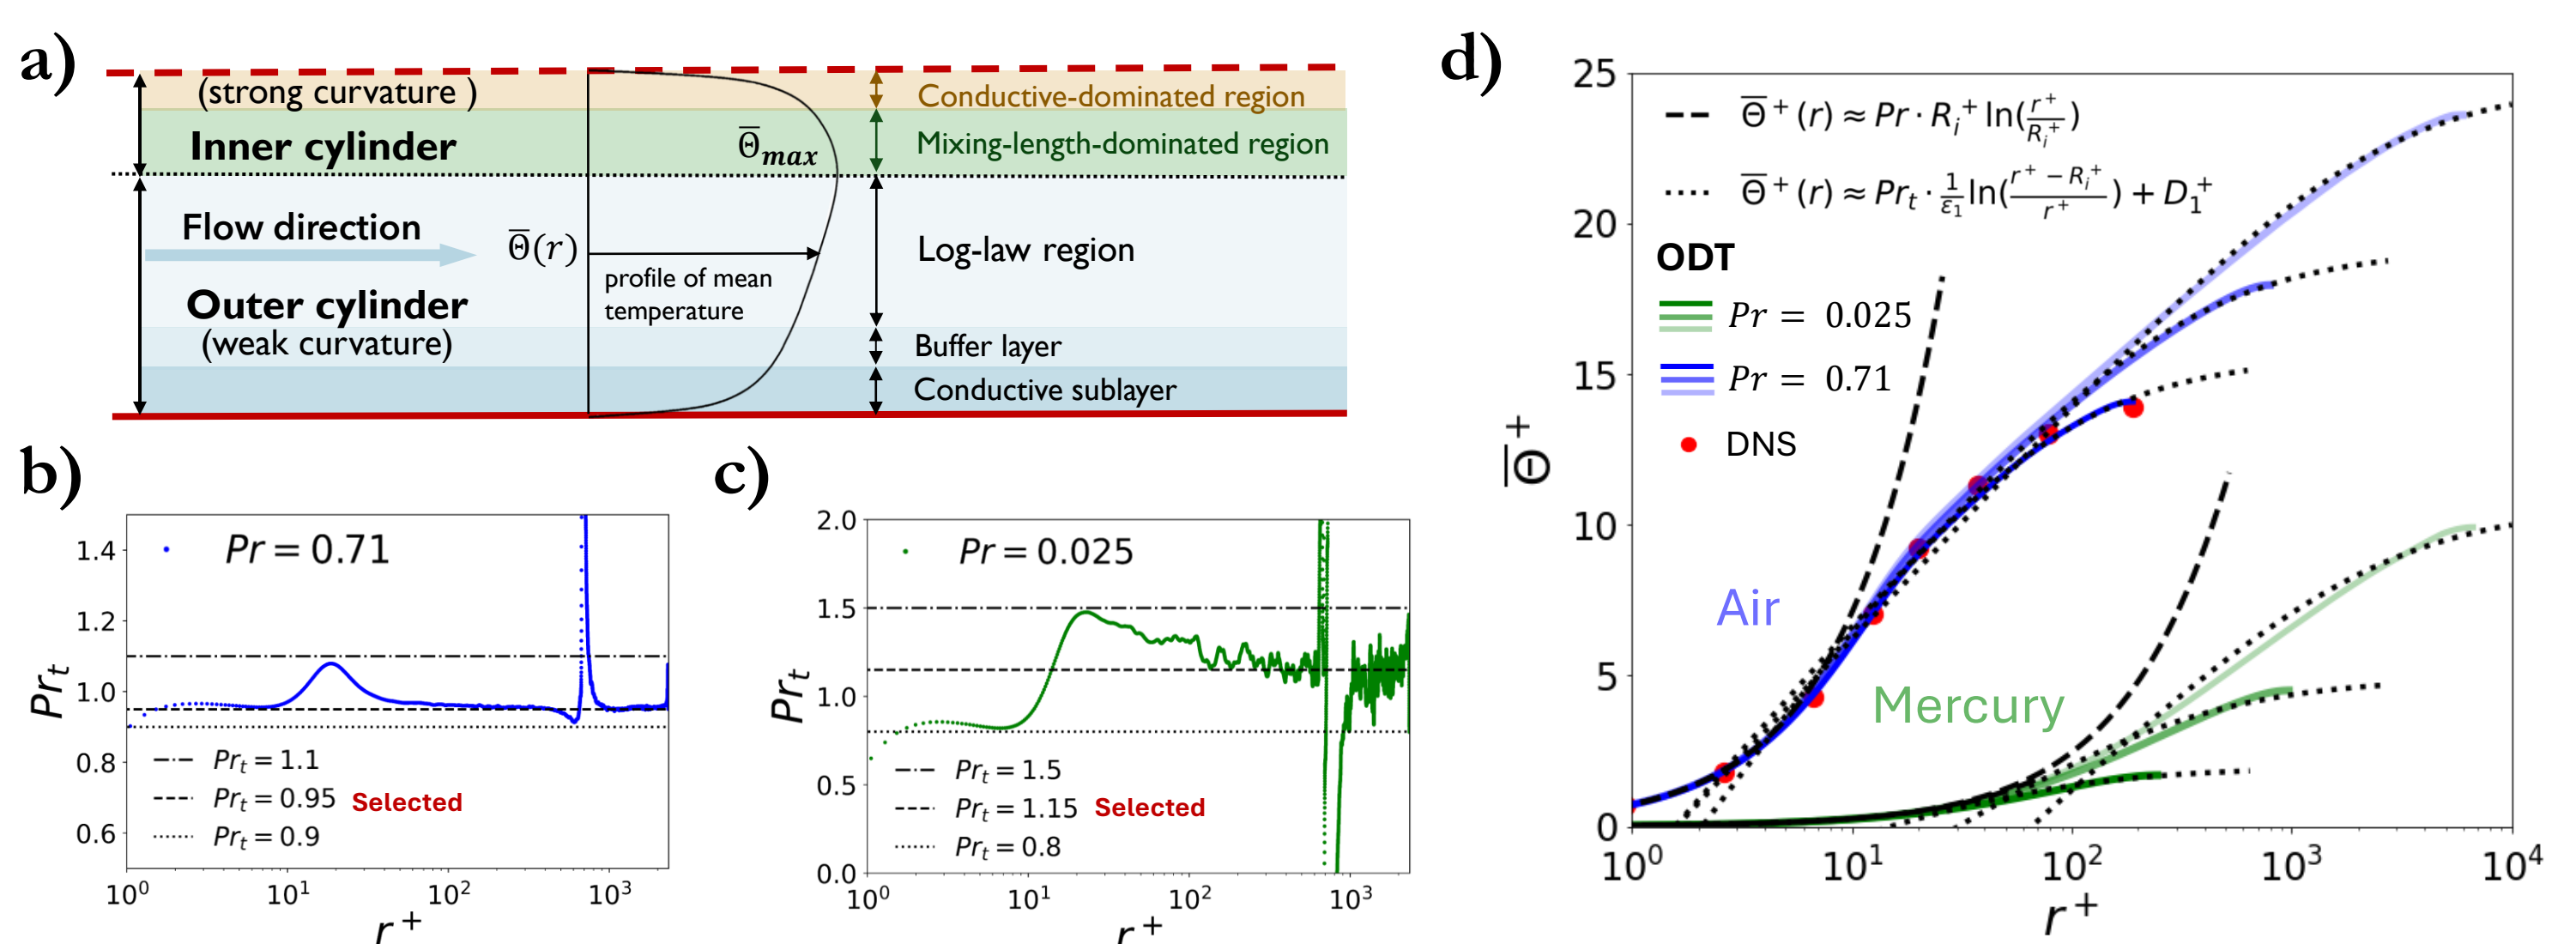 a)
(strong curvature )
Inner cylinder
Flow direction
Outer cylinder
(weak curvature)
Θ̅max
Θ̅(r)
profile of mean
temperature
Conductive-dominated region
Mixing-length-dominated region
Log-law region
Buffer layer
Conductive sublayer
b)
Pr = 0.71
Prt
1.4
1.2
1.0
0.8
0.6
Prt = 1.1
Prt = 0.95 Selected
Prt = 0.9
10⁰ 10¹ 10² 10³
r⁺
c)
Pr = 0.025
Prt
2.0
1.5
1.0
0.5
0.0
Prt = 1.5
Prt = 1.15 Selected
Prt = 0.8
10⁰ 10¹ 10² 10³
r⁺
d)
Θ̅⁺
25
20
15
10
5
0
Θ̅⁺(r) ≈ Pr · Ri⁺ ln(r⁺/Ri⁺)
Θ̅⁺(r) ≈ Prt · 1/ε₁ ln((r⁺ − Ri⁺)/r⁺) + D₁⁺
ODT
Pr = 0.025
Pr = 0.71
DNS
Air
Mercury
10⁰ 10¹ 10² 10³ 10⁴
r⁺